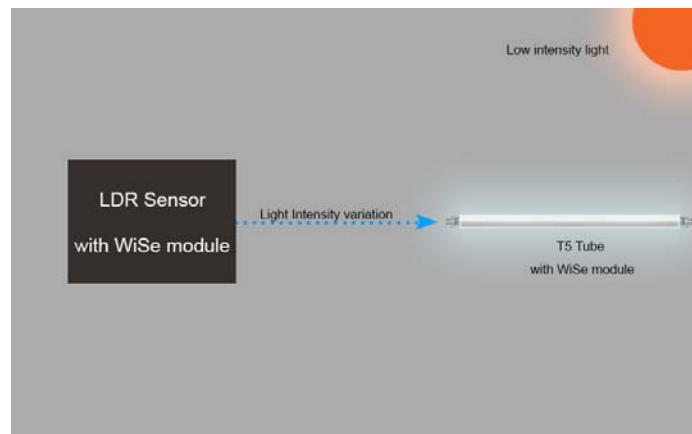 Low intensity light
LDR Sensor
with WiSe module
Light Intensity variation
T5 Tube
with WiSe module